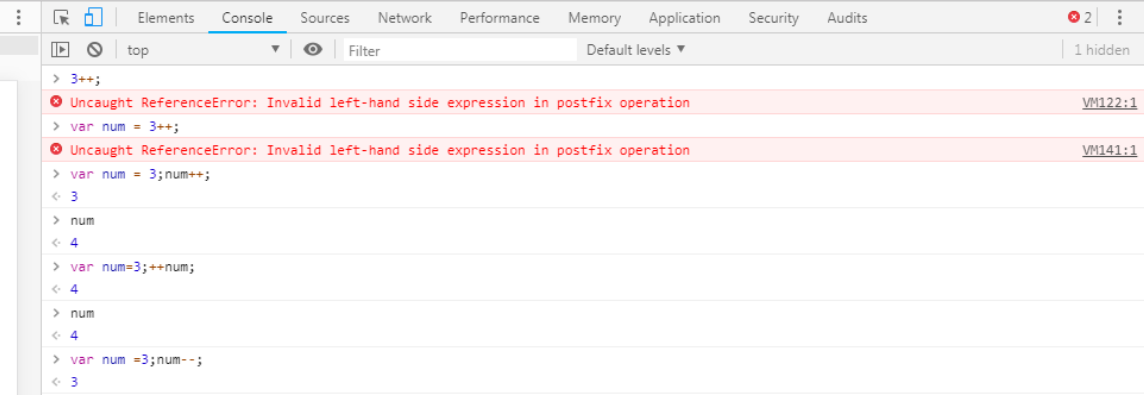 Elements Console Sources Network Performance Memory Application Security Audits 2
top Filter Default levels 1 hidden
> 3++;
Uncaught ReferenceError: Invalid left-hand side expression in postfix operation VM122:1
> var num = 3++;
Uncaught ReferenceError: Invalid left-hand side expression in postfix operation VM141:1
> var num = 3;num++;
< 3
> num
< 4
> var num=3;++num;
< 4
> num
< 4
> var num =3;num--;
< 3